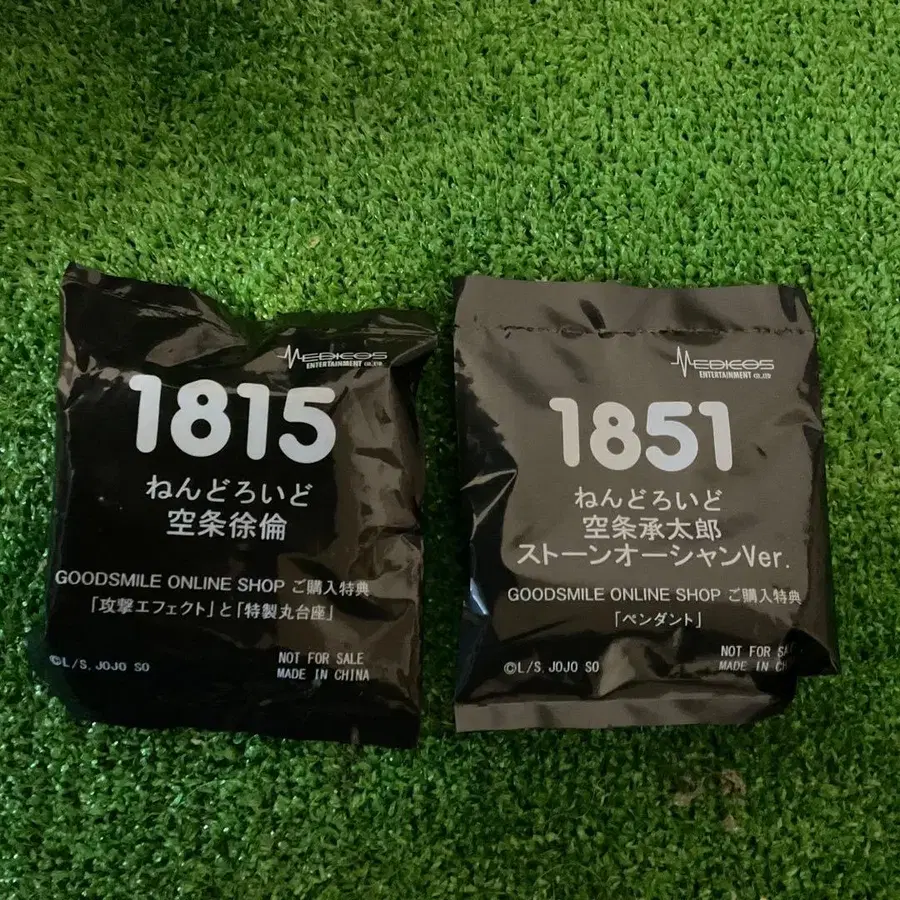 MEDICOS
ENTERTAINMENT CO.,LTD
1815
ねんどろいど
空条徐倫
GOODSMILE ONLINE SHOP ご購入特典
「攻撃エフェクト」と「特製丸台座」
©L/S, JOJO SO
NOT FOR SALE
MADE IN CHINA
MEDICOS
ENTERTAINMENT CO.,LTD
1851
ねんどろいど
空条承太郎
ストーンオーシャンVer.
GOODSMILE ONLINE SHOP ご購入特典
「ペンダント」
©L/S, JOJO SO
NOT FOR SA
MADE IN CH